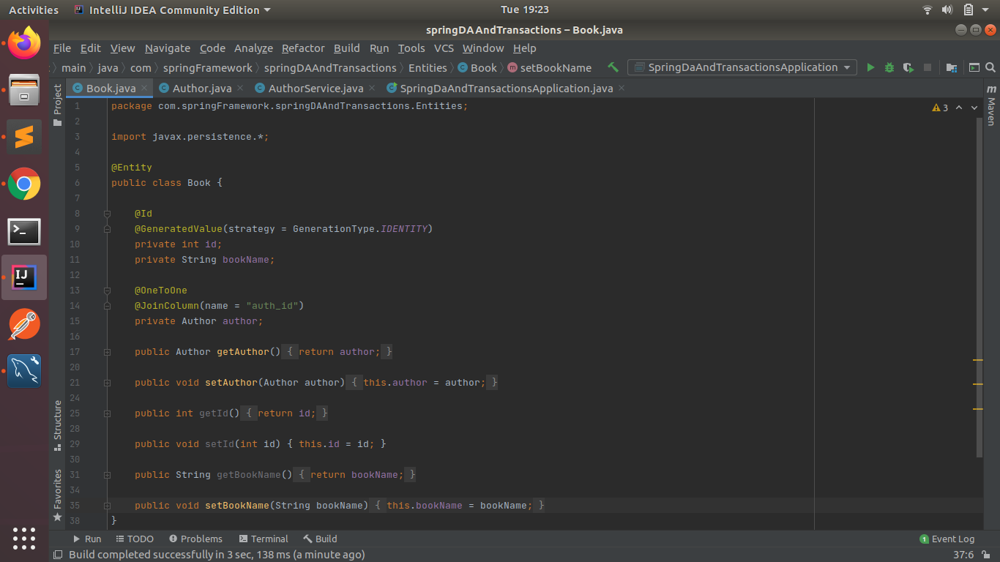 Activities IntelliJ IDEA Community Edition Tue 19:23
springDAAndTransactions – Book.java
File Edit View Navigate Code Analyze Refactor Build Run Tools VCS Window Help
main java com springFramework springDAAndTransactions Entities Book setBookName SpringDaAndTransactionsApplication
Book.java Author.java AuthorService.java SpringDaAndTransactionsApplication.java
Project
Structure
Favorites
Maven
3
1 package com.springFramework.springDAAndTransactions.Entities;
2
3 import javax.persistence.*;
4
5 @Entity
6 public class Book {
7
8 @Id
9 @GeneratedValue(strategy = GenerationType.IDENTITY)
10 private int id;
11 private String bookName;
12
13 @OneToOne
14 @JoinColumn(name = "auth_id")
15 private Author author;
16
17 public Author getAuthor() { return author; }
20
21 public void setAuthor(Author author) { this.author = author; }
24
25 public int getId() { return id; }
28
29 public void setId(int id) { this.id = id; }
30
31 public String getBookName() { return bookName; }
34
35 public void setBookName(String bookName) { this.bookName = bookName; }
38 }
Run TODO Problems Terminal Build 1 Event Log
Build completed successfully in 3 sec, 138 ms (a minute ago) 37:6